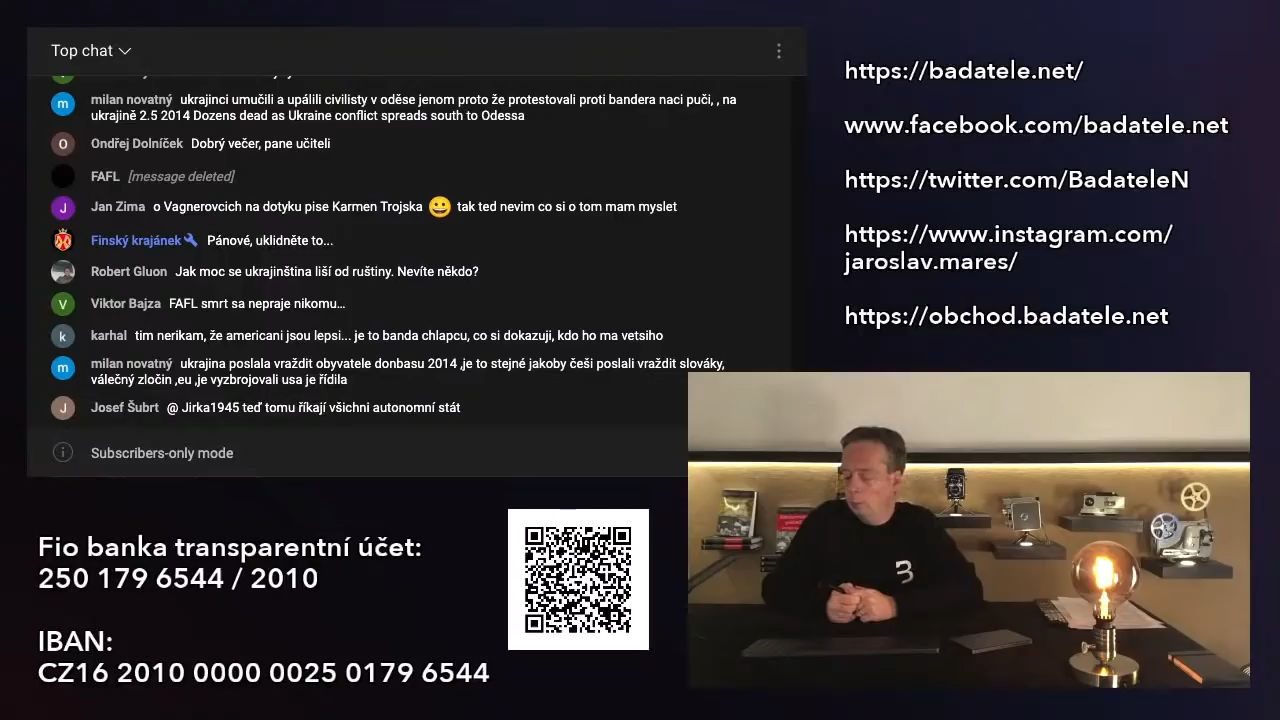 Top chat
milan novatný ukrajinci umučili a upálili civilisty v oděse jenom proto že protestovali proti bandera naci puči, , na
ukrajině 2.5 2014 Dozens dead as Ukraine conflict spreads south to Odessa
Ondřej Dolníček Dobrý večer, pane učiteli
FAFL [message deleted]
Jan Zima o Vagnerovcich na dotyku pise Karmen Trojska 😀 tak ted nevim co si o tom mam myslet
Finský krajánek Pánové, uklidněte to...
Robert Gluon Jak moc se ukrajinština liší od ruštiny. Nevíte někdo?
Viktor Bajza FAFL smrt sa nepraje nikomu...
karhal tim nerikam, že americani jsou lepsi... je to banda chlapcu, co si dokazuji, kdo ho ma vetsiho
milan novatný ukrajina poslala vraždit obyvatele donbasu 2014 ,je to stejné jakoby češi poslali vraždit slováky,
válečný zločin ,eu ,je vyzbrojovali usa je řídila
Josef Šubrt @ Jirka1945 teď tomu říkají všichni autonomní stát
Subscribers-only mode
https://badatele.net/
www.facebook.com/badatele.net
https://twitter.com/BadateleN
https://www.instagram.com/
jaroslav.mares/
https://obchod.badatele.net
Fio banka transparentní účet:
250 179 6544 / 2010
IBAN:
CZ16 2010 0000 0025 0179 6544